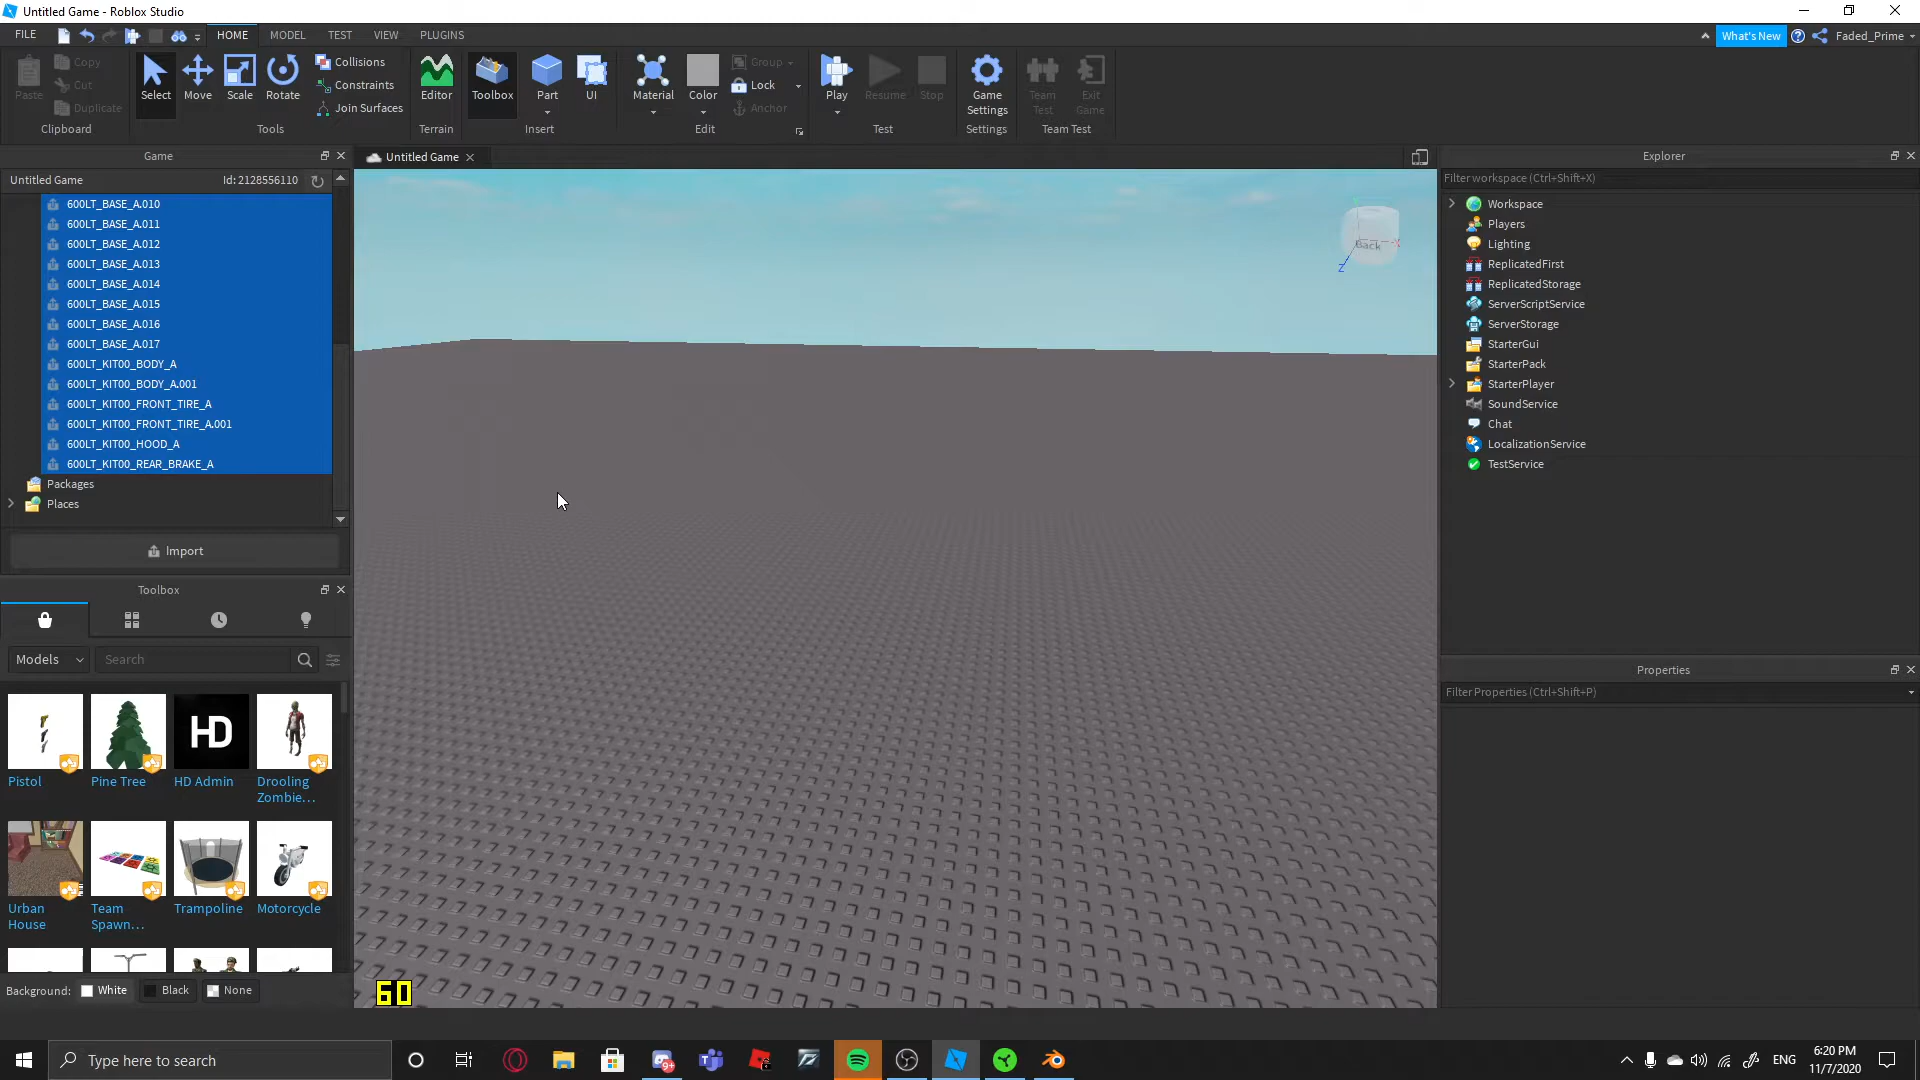 Untitled Game - Roblox Studio
FILE HOME MODEL TEST VIEW PLUGINS What's New Faded_Prime
Paste Copy Cut Duplicate Select Move Scale Rotate Collisions Constraints Join Surfaces Editor Toolbox Part UI Material Color Group Lock Anchor Play Resume Stop Game Settings Team Test Exit Game
Clipboard Tools Terrain Insert Edit Test Settings Team Test
Game
Untitled Game Id: 2128556110
600LT_BASE_A.010
600LT_BASE_A.011
600LT_BASE_A.012
600LT_BASE_A.013
600LT_BASE_A.014
600LT_BASE_A.015
600LT_BASE_A.016
600LT_BASE_A.017
600LT_KIT00_BODY_A
600LT_KIT00_BODY_A.001
600LT_KIT00_FRONT_TIRE_A
600LT_KIT00_FRONT_TIRE_A.001
600LT_KIT00_HOOD_A
600LT_KIT00_REAR_BRAKE_A
Packages
Places
Import
Toolbox
Models Search
HD
Pistol Pine Tree HD Admin Drooling
Zombie...
Urban Team Trampoline Motorcycle
House Spawn...
Background: White Black None
Untitled Game
Back
X
Z
60
Explorer
Filter workspace (Ctrl+Shift+X)
Workspace
Players
Lighting
ReplicatedFirst
ReplicatedStorage
ServerScriptService
ServerStorage
StarterGui
StarterPack
StarterPlayer
SoundService
Chat
LocalizationService
TestService
Properties
Filter Properties (Ctrl+Shift+P)
Type here to search
9+
ENG
6:20 PM
11/7/2020